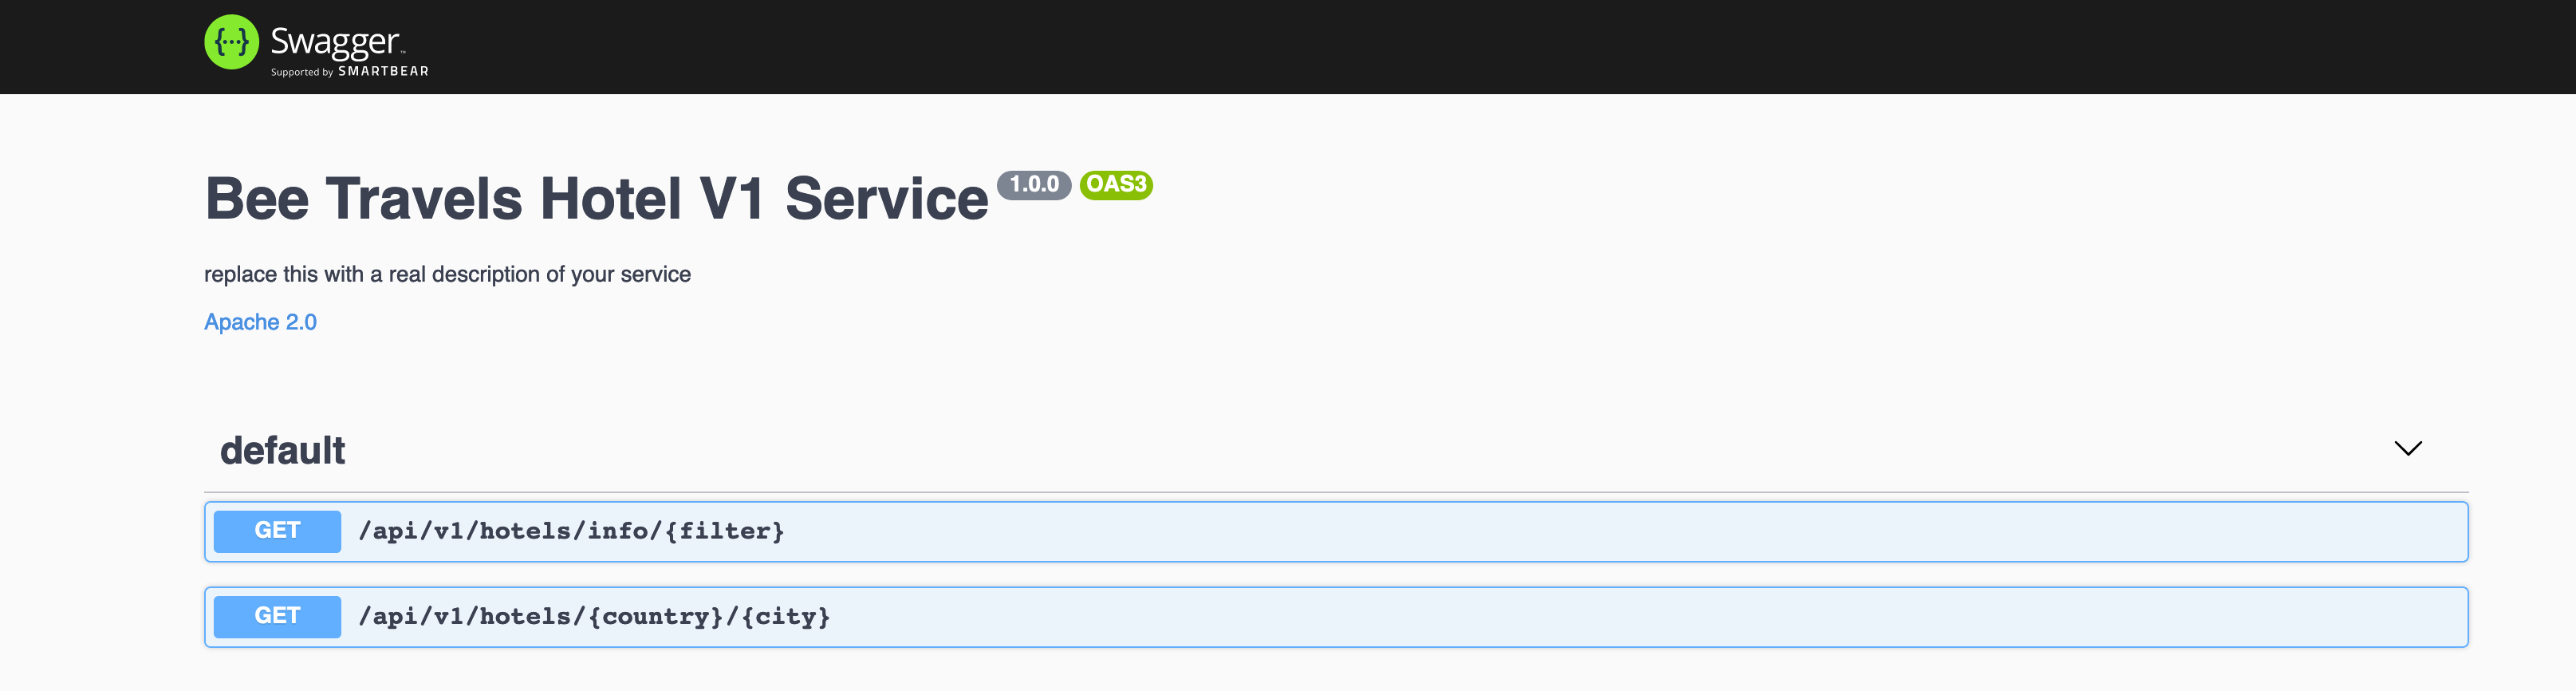 {···} Swagger™
Supported by SMARTBEAR
Bee Travels Hotel V1 Service 1.0.0 OAS3
replace this with a real description of your service
Apache 2.0
default
GET /api/v1/hotels/info/{filter}
GET /api/v1/hotels/{country}/{city}